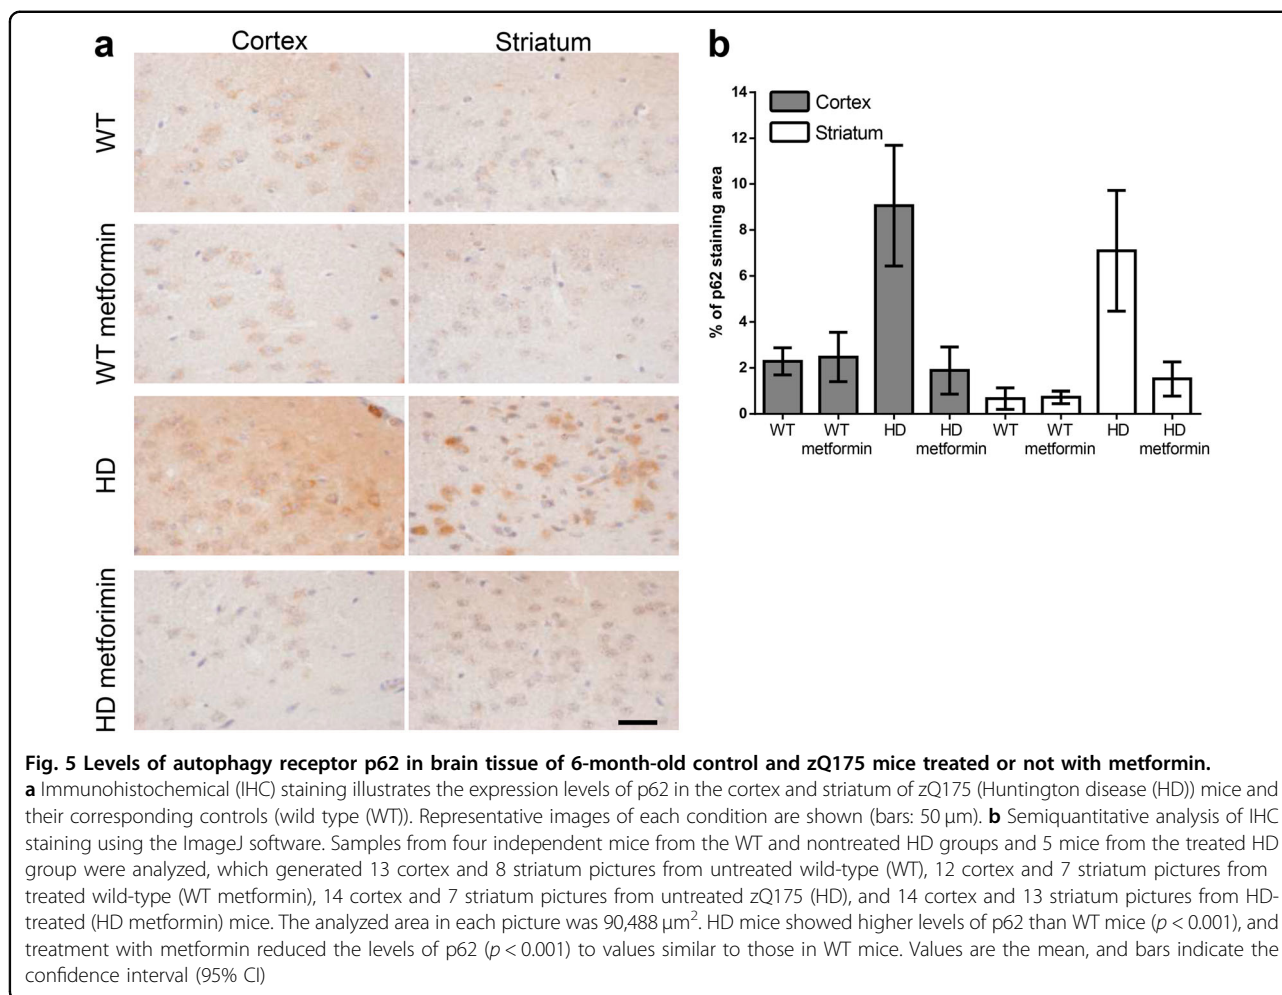 a
Cortex
Striatum
WT
WT metformin
HD
HD metforimin
b
14
12
10
8
6
4
2
0
% of p62 staining area
Cortex
Striatum
WT
WT
metformin
HD
HD
metformin
WT
WT
metformin
HD
HD
metformin
Fig. 5 Levels of autophagy receptor p62 in brain tissue of 6-month-old control and zQ175 mice treated or not with metformin.
a Immunohistochemical (IHC) staining illustrates the expression levels of p62 in the cortex and striatum of zQ175 (Huntington disease (HD)) mice and
their corresponding controls (wild type (WT)). Representative images of each condition are shown (bars: 50 μm). b Semiquantitative analysis of IHC
staining using the ImageJ software. Samples from four independent mice from the WT and nontreated HD groups and 5 mice from the treated HD
group were analyzed, which generated 13 cortex and 8 striatum pictures from untreated wild-type (WT), 12 cortex and 7 striatum pictures from
treated wild-type (WT metformin), 14 cortex and 7 striatum pictures from untreated zQ175 (HD), and 14 cortex and 13 striatum pictures from HD-
treated (HD metformin) mice. The analyzed area in each picture was 90,488 μm². HD mice showed higher levels of p62 than WT mice (p < 0.001), and
treatment with metformin reduced the levels of p62 (p < 0.001) to values similar to those in WT mice. Values are the mean, and bars indicate the
confidence interval (95% CI)